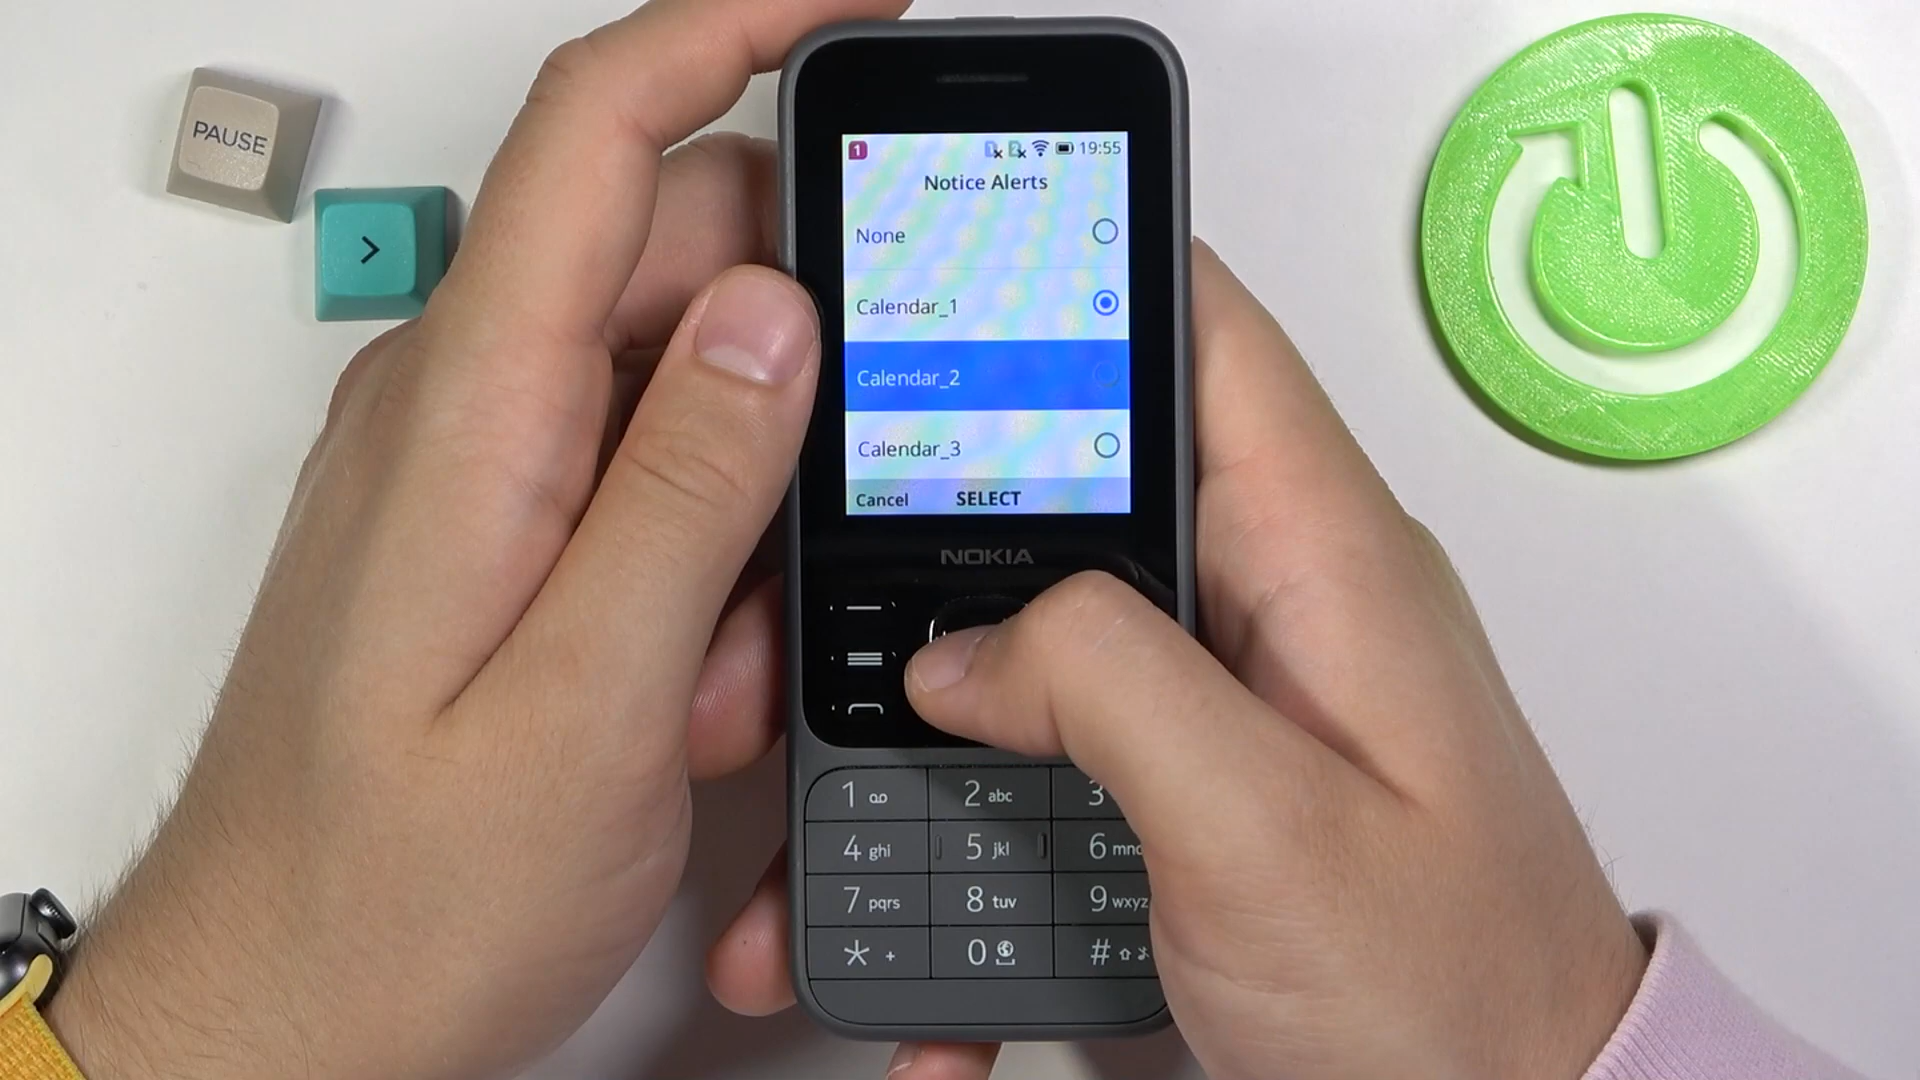 PAUSE
>
1 19:55
Notice Alerts
None
Calendar_1
Calendar_2
Calendar_3
Cancel SELECT
NOKIA
1 2 abc 3
4 ghi 5 jkl 6 mno
7 pqrs 8 tuv 9 wxyz
* + 0 #